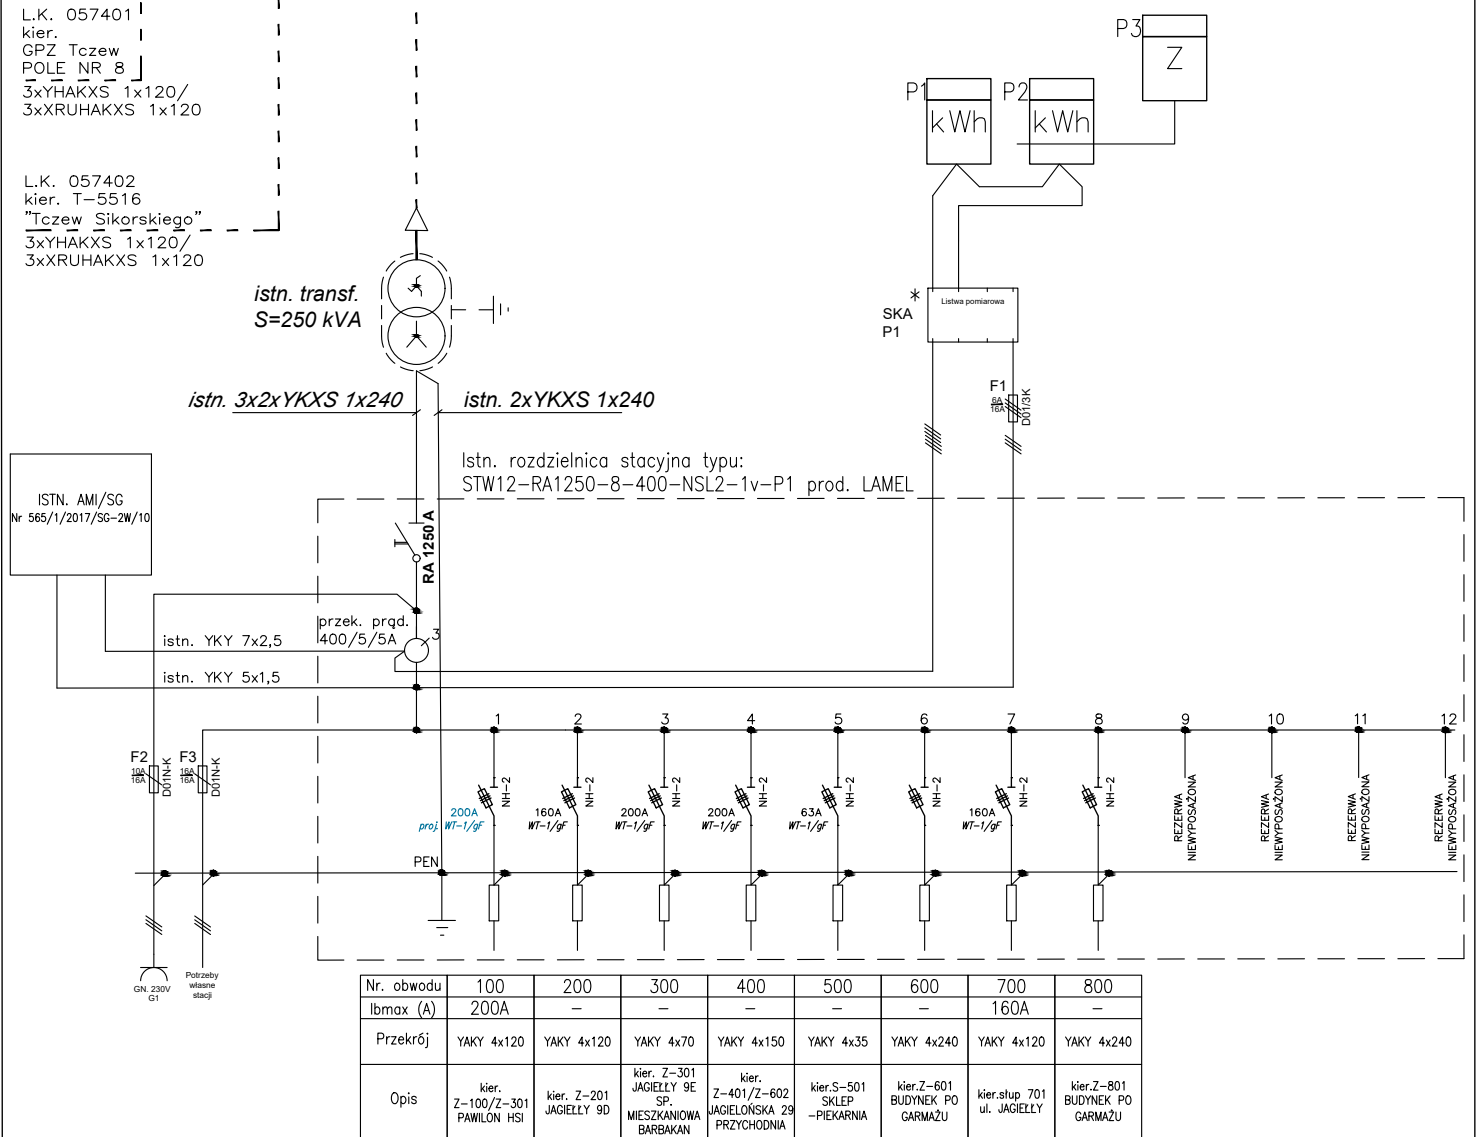 L.K. 057401
kier.
GPZ Tczew
POLE NR 8
3xYHAKXS 1x120/
3xXRUHAKXS 1x120
L.K. 057402
kier. T-5516
"Tczew Sikorskiego"
3xYHAKXS 1x120/
3xXRUHAKXS 1x120
P3
Z
P1
kWh
P2
kWh
istn. transf.
S=250 kVA
*
SKA
P1
Listwa pomiarowa
istn. 3x2xYKXS 1x240
istn. 2xYKXS 1x240
F1
6A
16A
D01/3K
Istn. rozdzielnica stacyjna typu:
STW12-RA1250-8-400-NSL2-1v-P1 prod. LAMEL
ISTN. AMI/SG
Nr 565/1/2017/SG-2W/10
RA 1250 A
przek. prąd.
400/5/5A
3
istn. YKY 7x2,5
istn. YKY 5x1,5
1 2 3 4 5 6 7 8 9 10 11 12
F2
10A
16A
D01N-K
F3
16A
16A
D01N-K
200A
proj. WT-1/gF
NH-2
160A
WT-1/gF
NH-2
200A
WT-1/gF
NH-2
200A
WT-1/gF
NH-2
63A
WT-1/gF
NH-2
NH-2
160A
WT-1/gF
NH-2
NH-2
REZERWA
NIEWYPOSAŻONA
REZERWA
NIEWYPOSAŻONA
REZERWA
NIEWYPOSAŻONA
REZERWA
NIEWYPOSAŻONA
PEN
GN. 230V
G1
Potrzeby
własne
stacji
Nr. obwodu 100 200 300 400 500 600 700 800
Ibmax (A) 200A - - - - - 160A -
Przekrój YAKY 4x120 YAKY 4x120 YAKY 4x70 YAKY 4x150 YAKY 4x35 YAKY 4x240 YAKY 4x120 YAKY 4x240
Opis
kier.
Z-100/Z-301
PAWILON HSI
kier. Z-201
JAGIEŁŁY 9D
kier. Z-301
JAGIEŁŁY 9E
SP.
MIESZKANIOWA
BARBAKAN
kier.
Z-401/Z-602
JAGIELOŃSKA 29
PRZYCHODNIA
kier.S-501
SKLEP
-PIEKARNIA
kier.Z-601
BUDYNEK PO
GARMAŻU
kier.słup 701
ul. JAGIEŁŁY
kier.Z-801
BUDYNEK PO
GARMAŻU